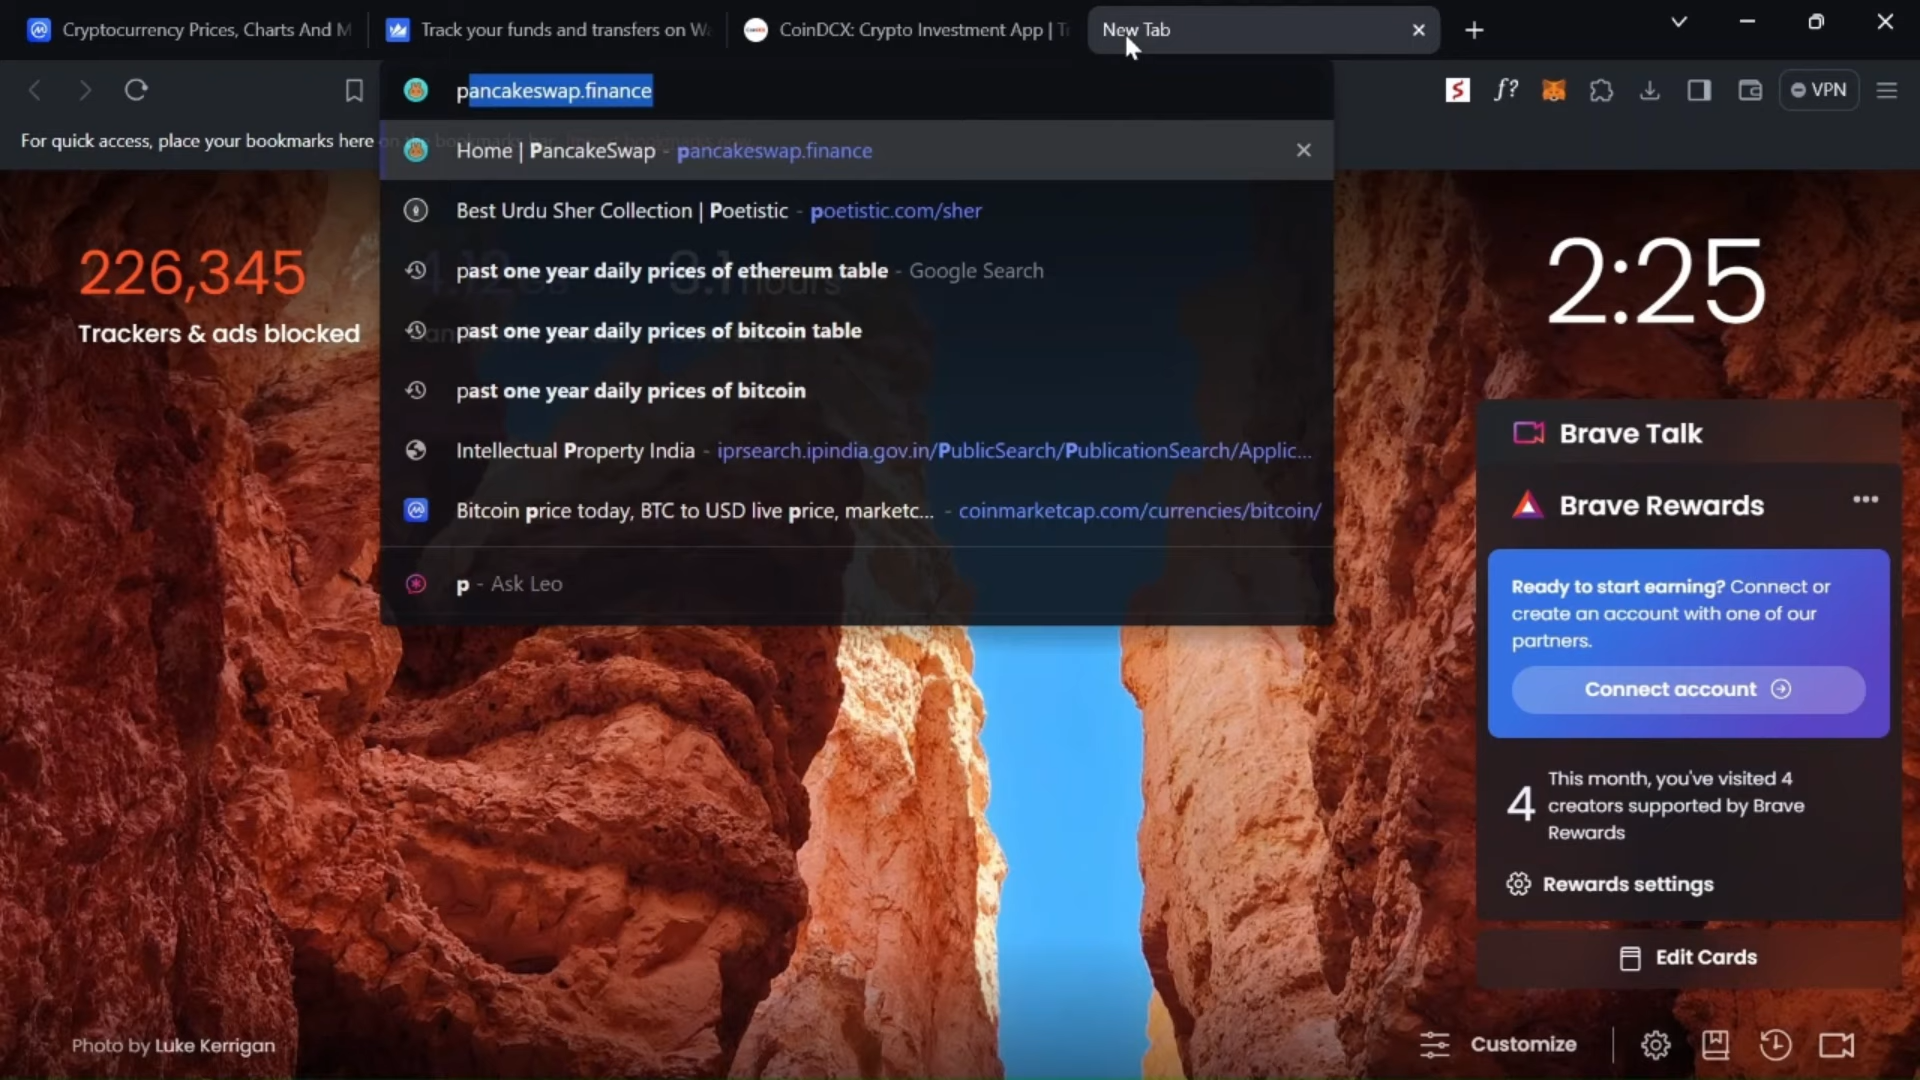 Cryptocurrency Prices, Charts And M
Track your funds and transfers on W
CoinDCX: Crypto Investment App | T
New Tab
pancakeswap.finance
f?
VPN
For quick access, place your bookmarks here
Home | PancakeSwap - pancakeswap.finance
Best Urdu Sher Collection | Poetistic - poetistic.com/sher
past one year daily prices of ethereum table - Google Search
past one year daily prices of bitcoin table
past one year daily prices of bitcoin
Intellectual Property India - iprsearch.ipindia.gov.in/PublicSearch/PublicationSearch/Applic...
Bitcoin price today, BTC to USD live price, marketc... - coinmarketcap.com/currencies/bitcoin/
p - Ask Leo
226,345
Trackers & ads blocked
2:25
Brave Talk
Brave Rewards
Ready to start earning? Connect or
create an account with one of our
partners.
Connect account
4
This month, you've visited 4
creators supported by Brave
Rewards
Rewards settings
Edit Cards
Photo by Luke Kerrigan
Customize